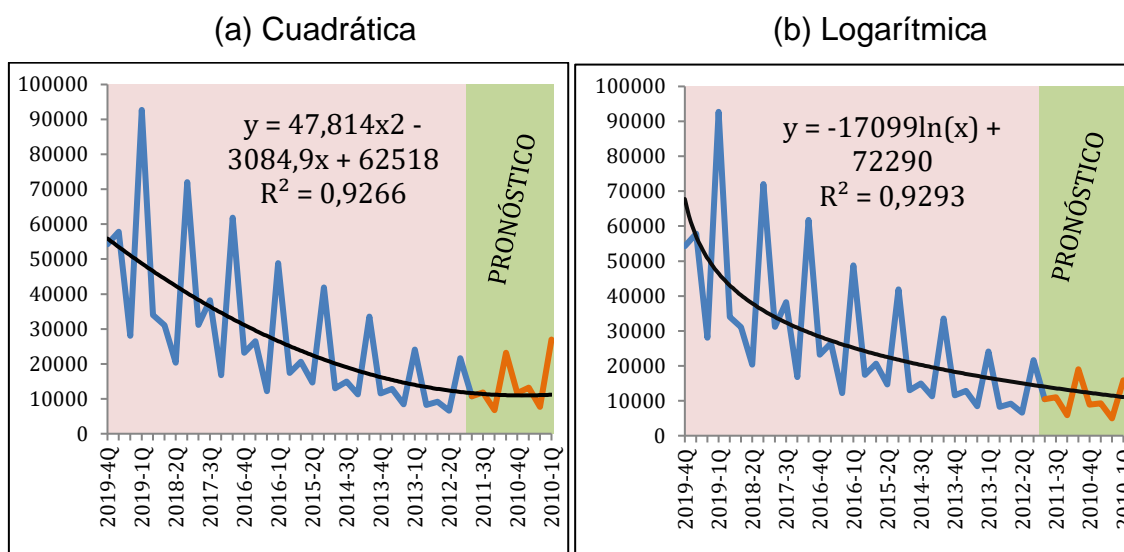 (a) Cuadrática
100000
90000
80000
70000
60000
50000
40000
30000
20000
10000
0
y = 47,814x2 -
3084,9x + 62518
R² = 0,9266
PRONÓSTICO
2019-4Q
2019-1Q
2018-2Q
2017-3Q
2016-4Q
2016-1Q
2015-2Q
2014-3Q
2013-4Q
2013-1Q
2012-2Q
2011-3Q
2010-4Q
2010-1Q
(b) Logarítmica
100000
90000
80000
70000
60000
50000
40000
30000
20000
10000
0
y = -17099ln(x) +
72290
R² = 0,9293
PRONÓSTICO
2019-4Q
2019-1Q
2018-2Q
2017-3Q
2016-4Q
2016-1Q
2015-2Q
2014-3Q
2013-4Q
2013-1Q
2012-2Q
2011-3Q
2010-4Q
2010-1Q